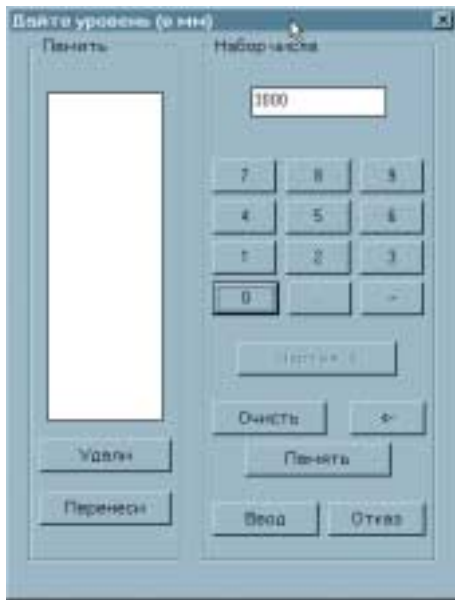 Дайте уровень (в мм)
Память
Набор числа
3000
7 8 9
4 5 6
1 2 3
0 . -
Очисть <-
Удали
Память
Перенеси
Ввод Отказ